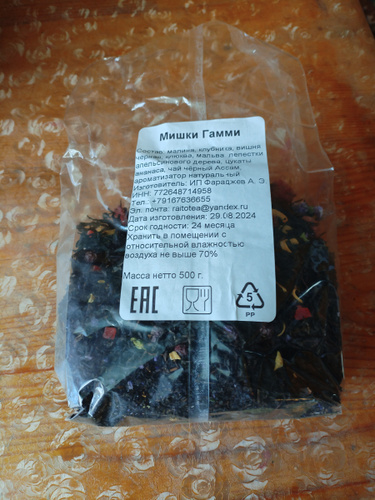 Мишки Гамми
Состав: малина, клубника, вишня
чёрная, клюква, мальва, лепестки
апельсинового дерева, цукаты
ананаса, чай чёрный Ассам,
ароматизатор натуральный
Изготовитель: ИП Фараджев А. Э.
ИНН: 772648714958
Тел. +79167636655
Эл. почта: raitotea@yandex.ru
Дата изготовления: 29.08.2024
Срок годности: 24 месяца
Хранить в помещении с
относительной влажностью
воздуха не выше 70%
Масса нетто 500 г.
EAC
5
PP